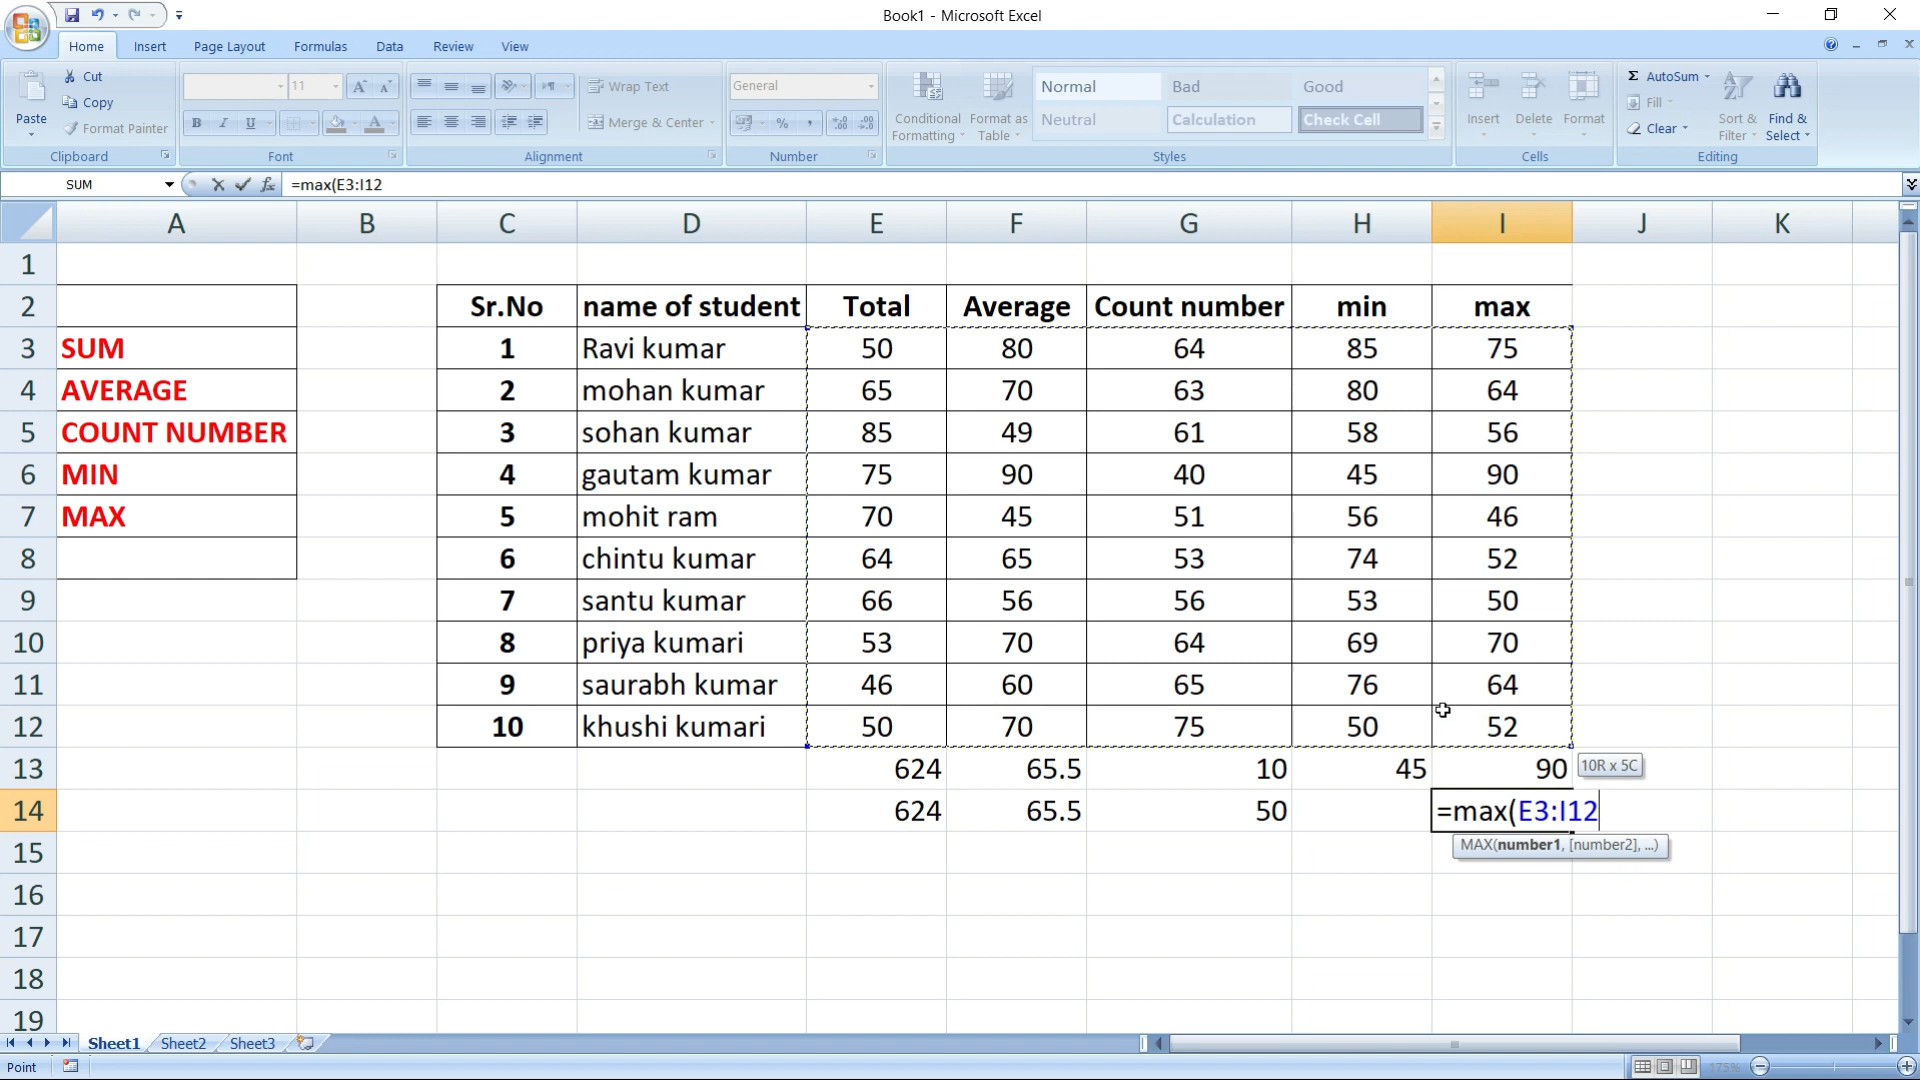 Book1 - Microsoft Excel
Home Insert Page Layout Formulas Data Review View
Paste
Cut
Copy
Format Painter
Clipboard
11
B I U
Font
Wrap Text
Merge & Center
Alignment
General
% ,
Number
Conditional Formatting
Format as Table
Normal Bad Good
Neutral Calculation Check Cell
Styles
Insert Delete Format
Cells
Σ AutoSum
Fill
Clear
Sort & Filter
Find & Select
Editing
SUM fx =max(E3:I12
A B C D E F G H I J K
1
2 Sr.No name of student Total Average Count number min max
3 SUM 1 Ravi kumar 50 80 64 85 75
4 AVERAGE 2 mohan kumar 65 70 63 80 64
5 COUNT NUMBER 3 sohan kumar 85 49 61 58 56
6 MIN 4 gautam kumar 75 90 40 45 90
7 MAX 5 mohit ram 70 45 51 56 46
8 6 chintu kumar 64 65 53 74 52
9 7 santu kumar 66 56 56 53 50
10 8 priya kumari 53 70 64 69 70
11 9 saurabh kumar 46 60 65 76 64
12 10 khushi kumari 50 70 75 50 52
13 624 65.5 10 45 90 10R x 5C
14 624 65.5 50 =max(E3:I12
15 MAX(number1, [number2], ...)
16
17
18
19
Sheet1 Sheet2 Sheet3
Point 175%